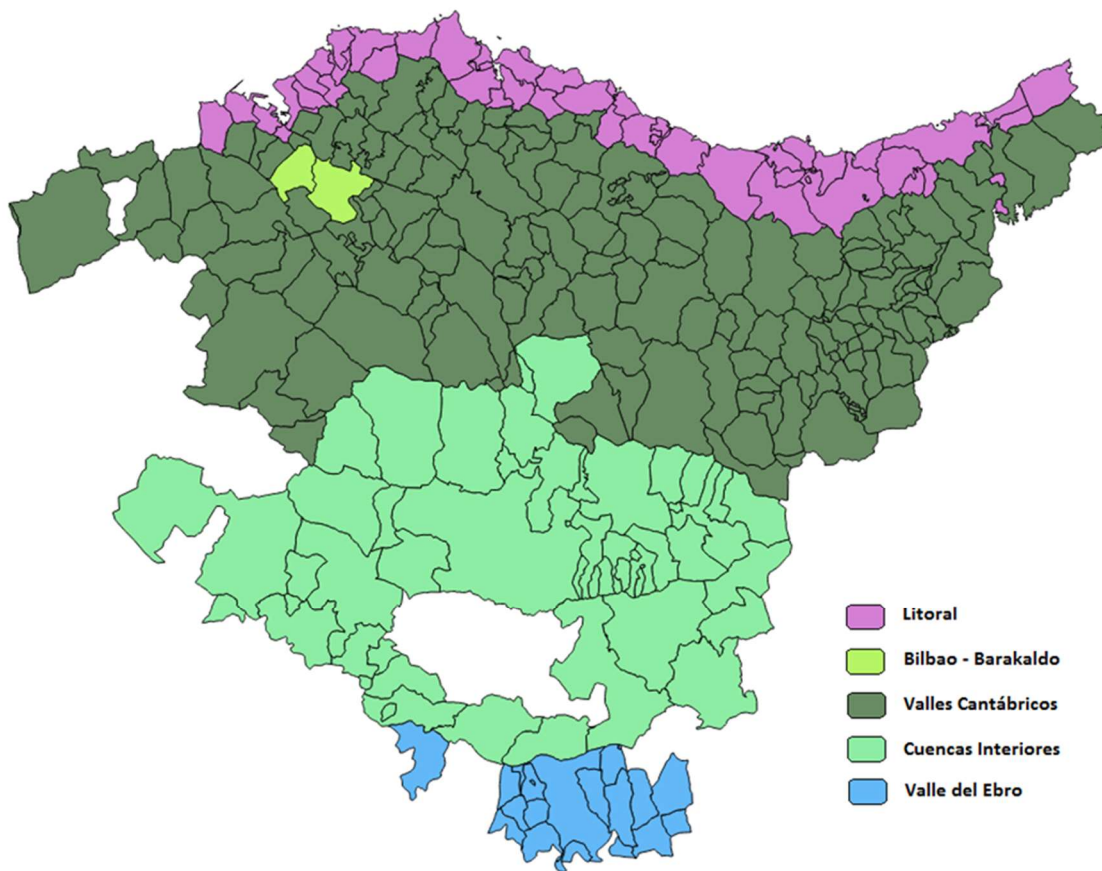 Litoral
Bilbao - Barakaldo
Valles Cantábricos
Cuencas Interiores
Valle del Ebro